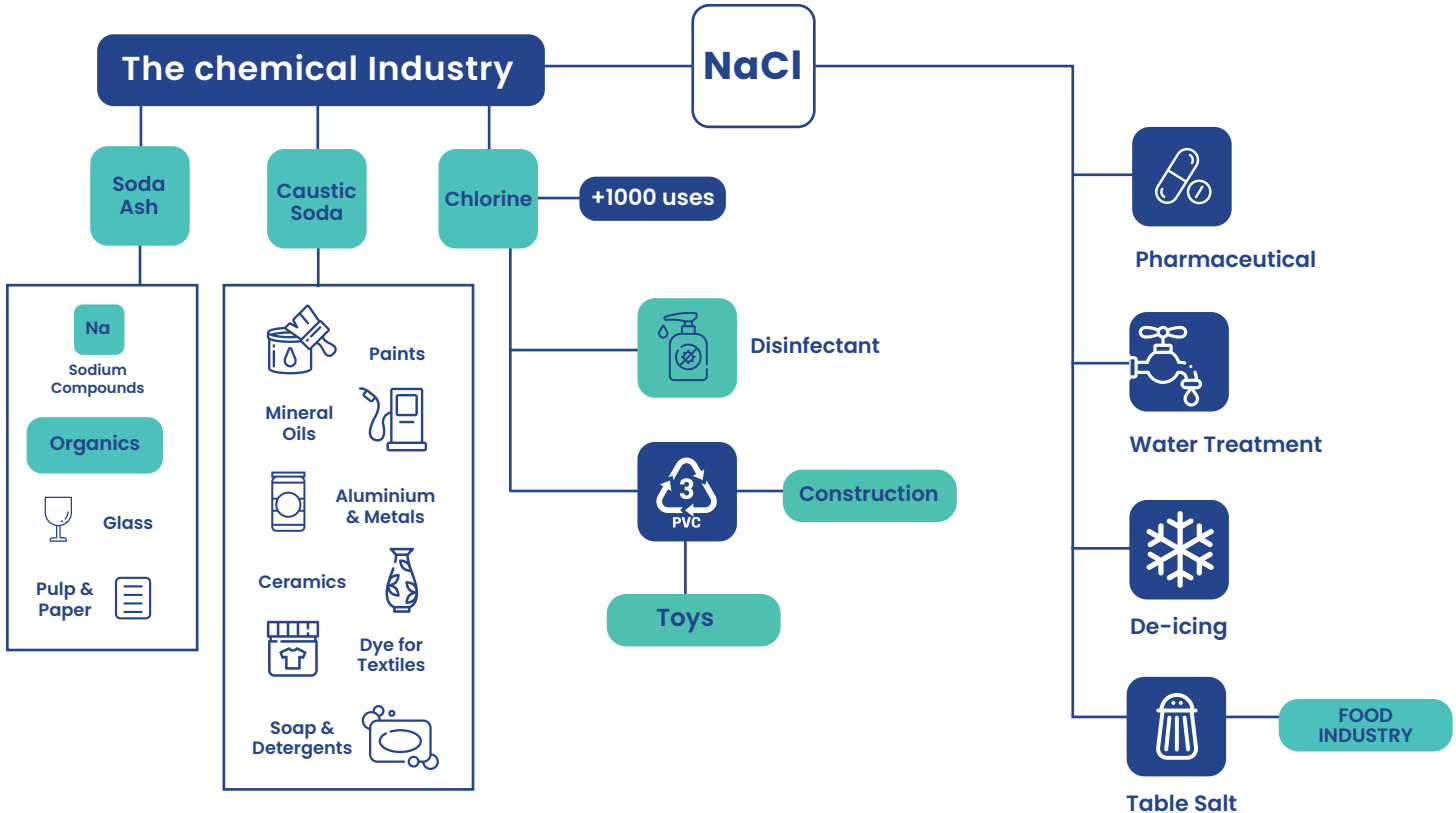 The chemical Industry
NaCl
Soda
Ash
Caustic
Soda
Chlorine
+1000 uses
Na
Sodium
Compounds
Organics
Glass
Pulp &
Paper
Paints
Mineral
Oils
Aluminium
& Metals
Ceramics
Dye for
Textiles
Soap &
Detergents
Disinfectant
3
PVC
Construction
Toys
Pharmaceutical
Water Treatment
De-icing
Table Salt
FOOD
INDUSTRY